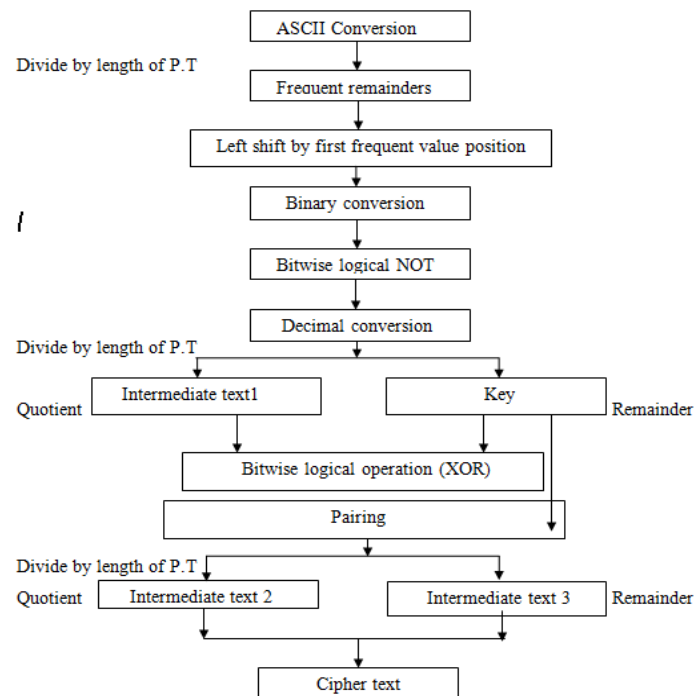 ASCII Conversion
Divide by length of P.T
Frequent remainders
Left shift by first frequent value position
Binary conversion
Bitwise logical NOT
Decimal conversion
Divide by length of P.T
Quotient
Intermediate text1
Key
Remainder
Bitwise logical operation (XOR)
Pairing
Divide by length of P.T
Quotient
Intermediate text 2
Intermediate text 3
Remainder
Cipher text